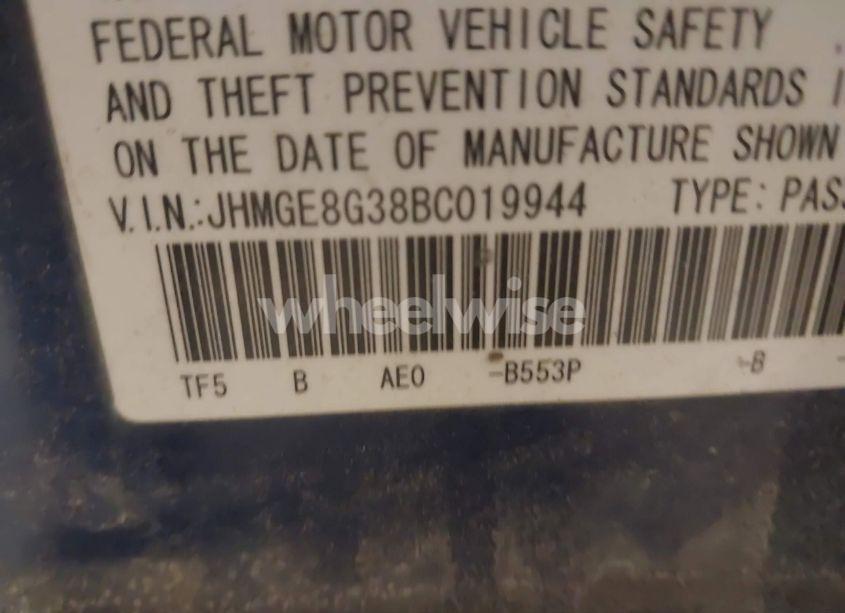 FEDERAL MOTOR VEHICLE SAFETY
AND THEFT PREVENTION STANDARDS
ON THE DATE OF MANUFACTURE SHOWN
V.I.N.:JHMGE8G38BC019944 TYPE: PAS
wheelwise
TF5 B AE0 -B553P -B -